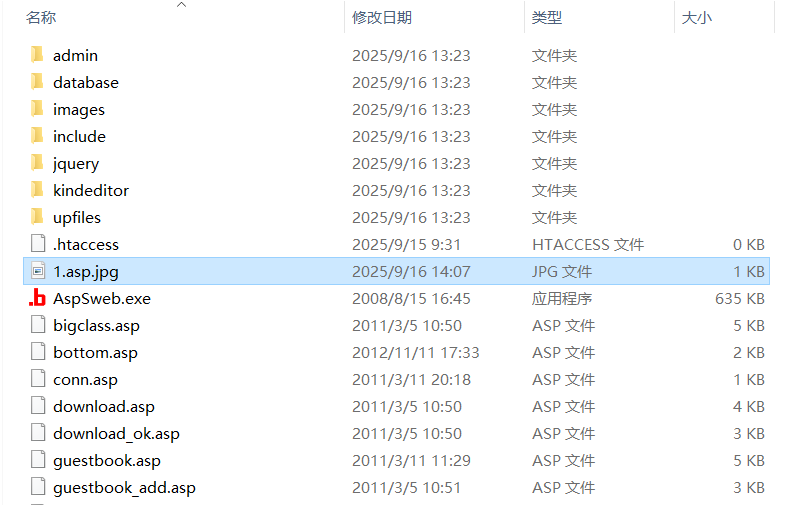 名称 修改日期 类型 大小
admin 2025/9/16 13:23 文件夹
database 2025/9/16 13:23 文件夹
images 2025/9/16 13:23 文件夹
include 2025/9/16 13:23 文件夹
jquery 2025/9/16 13:23 文件夹
kindeditor 2025/9/16 13:23 文件夹
upfiles 2025/9/16 13:23 文件夹
.htaccess 2025/9/15 9:31 HTACCESS 文件 0 KB
1.asp.jpg 2025/9/16 14:07 JPG 文件 1 KB
AspSweb.exe 2008/8/15 16:45 应用程序 635 KB
bigclass.asp 2011/3/5 10:50 ASP 文件 5 KB
bottom.asp 2012/11/11 17:33 ASP 文件 2 KB
conn.asp 2011/3/11 20:18 ASP 文件 1 KB
download.asp 2011/3/5 10:50 ASP 文件 4 KB
download_ok.asp 2011/3/5 10:50 ASP 文件 3 KB
guestbook.asp 2011/3/11 11:29 ASP 文件 5 KB
guestbook_add.asp 2011/3/5 10:51 ASP 文件 3 KB